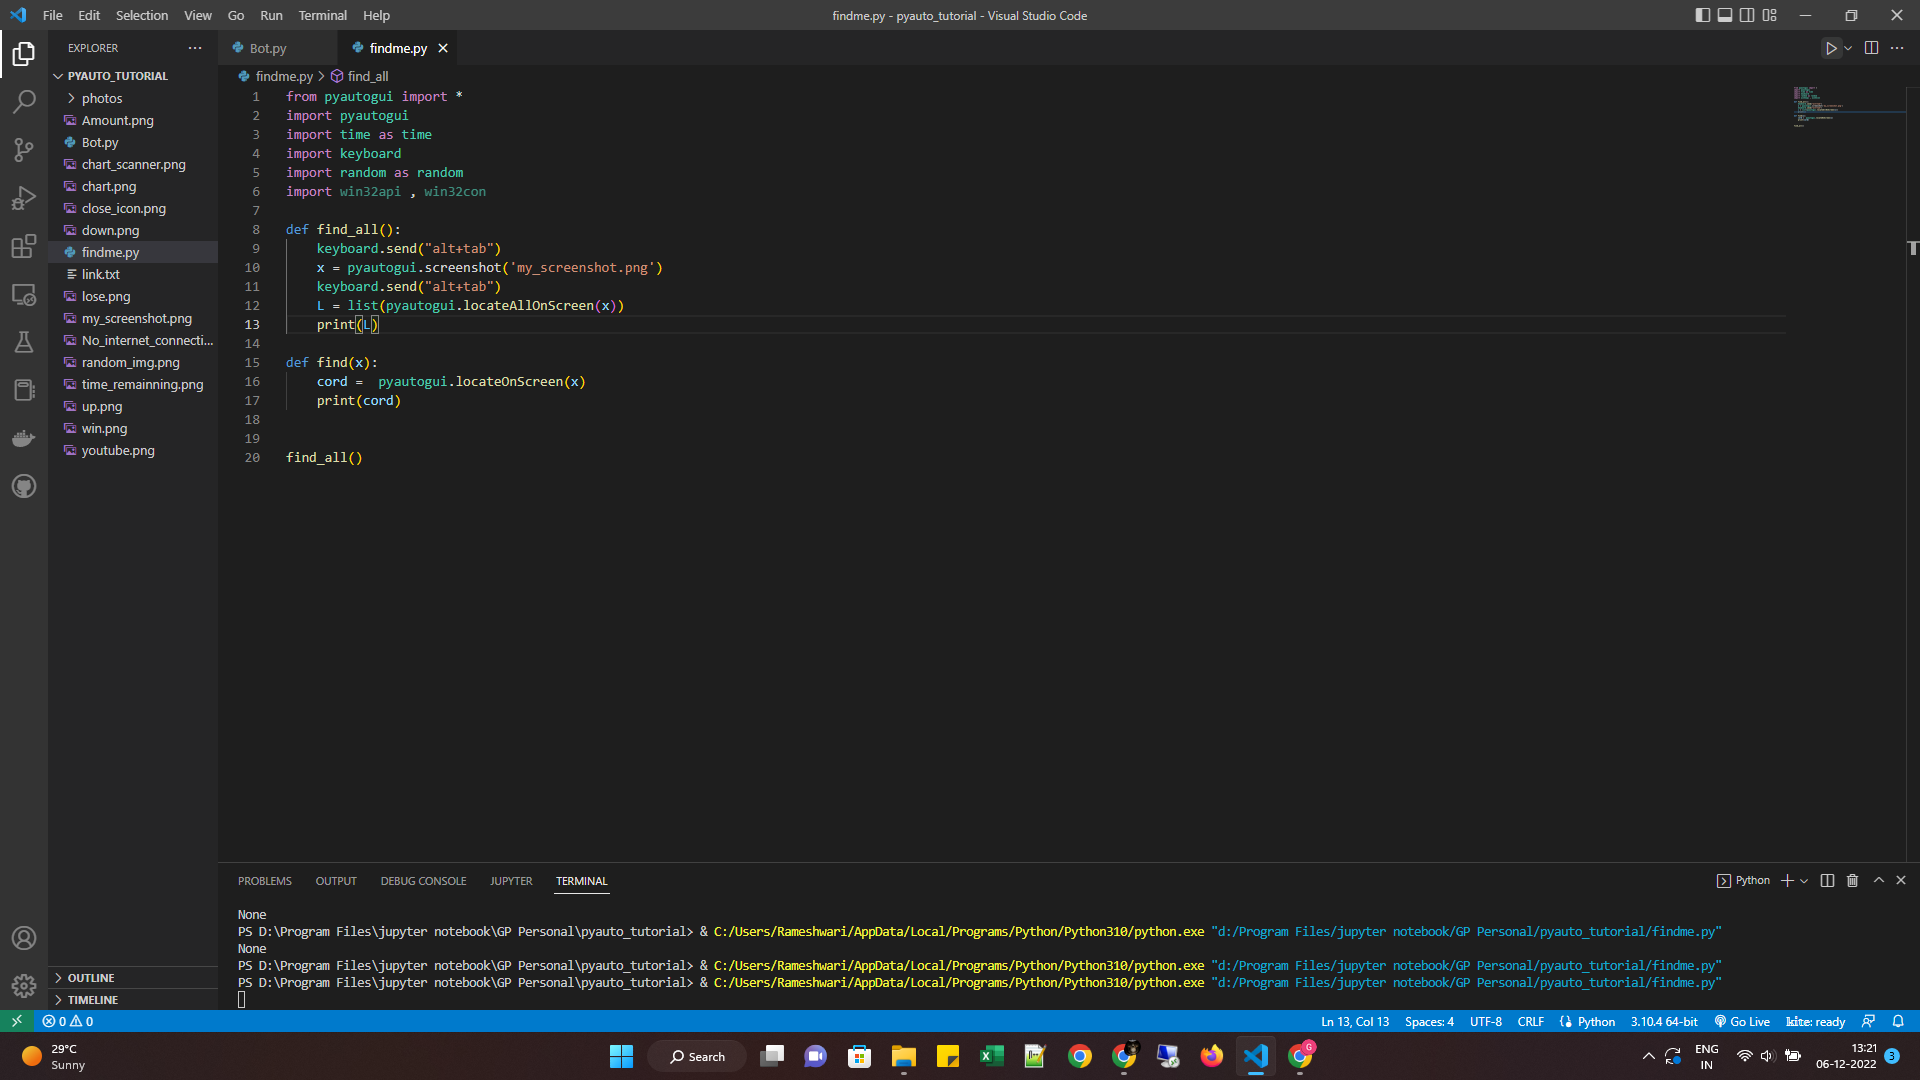 File Edit Selection View Go Run Terminal Help
findme.py - pyauto_tutorial - Visual Studio Code
EXPLORER
PYAUTO_TUTORIAL
photos
Amount.png
Bot.py
chart_scanner.png
chart.png
close_icon.png
down.png
findme.py
link.txt
lose.png
my_screenshot.png
No_internet_connecti...
random_img.png
time_remainning.png
up.png
win.png
youtube.png
OUTLINE
TIMELINE
Bot.py
findme.py
findme.py > find_all
1 from pyautogui import *
2 import pyautogui
3 import time as time
4 import keyboard
5 import random as random
6 import win32api , win32con
7
8 def find_all():
9     keyboard.send("alt+tab")
10     x = pyautogui.screenshot('my_screenshot.png')
11     keyboard.send("alt+tab")
12     L = list(pyautogui.locateAllOnScreen(x))
13     print(L)
14
15 def find(x):
16     cord =  pyautogui.locateOnScreen(x)
17     print(cord)
18
19
20 find_all()
PROBLEMS OUTPUT DEBUG CONSOLE JUPYTER TERMINAL
Python
None
PS D:\Program Files\jupyter notebook\GP Personal\pyauto_tutorial> & C:/Users/Rameshwari/AppData/Local/Programs/Python/Python310/python.exe "d:/Program Files/jupyter notebook/GP Personal/pyauto_tutorial/findme.py"
None
PS D:\Program Files\jupyter notebook\GP Personal\pyauto_tutorial> & C:/Users/Rameshwari/AppData/Local/Programs/Python/Python310/python.exe "d:/Program Files/jupyter notebook/GP Personal/pyauto_tutorial/findme.py"
PS D:\Program Files\jupyter notebook\GP Personal\pyauto_tutorial> & C:/Users/Rameshwari/AppData/Local/Programs/Python/Python310/python.exe "d:/Program Files/jupyter notebook/GP Personal/pyauto_tutorial/findme.py"
0 0
Ln 13, Col 13 Spaces: 4 UTF-8 CRLF Python 3.10.4 64-bit Go Live kite: ready
29°C
Sunny
Search
ENG
IN
13:21
06-12-2022
3